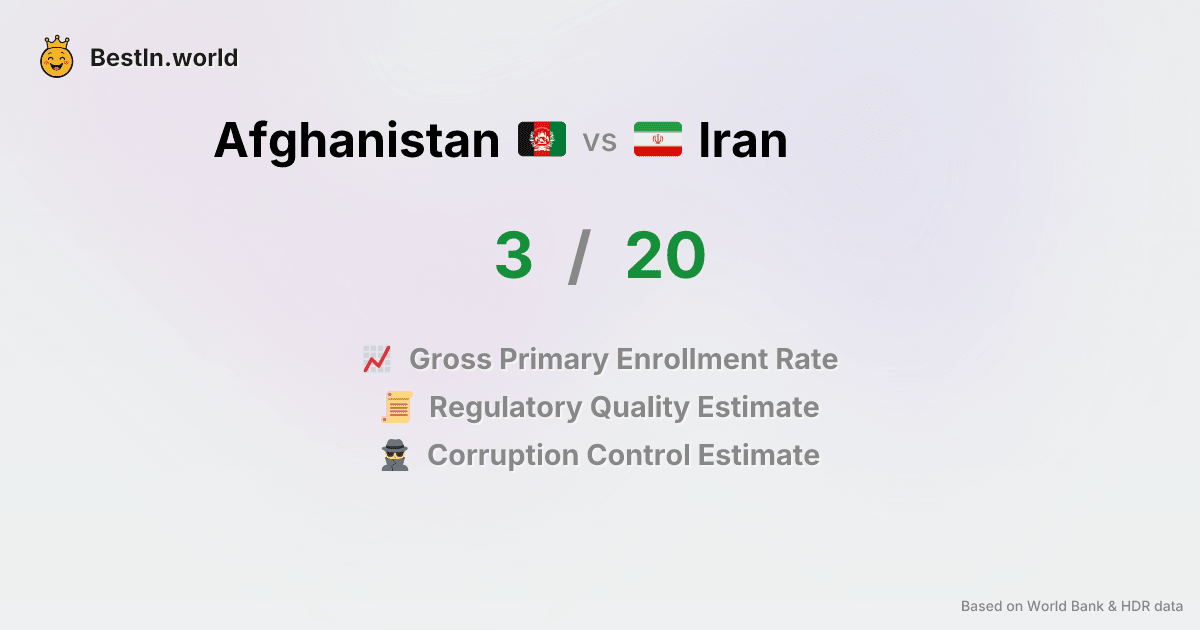 BestIn.world
Afghanistan vs Iran
3 / 20
Gross Primary Enrollment Rate
Regulatory Quality Estimate
Corruption Control Estimate
Based on World Bank & HDR data